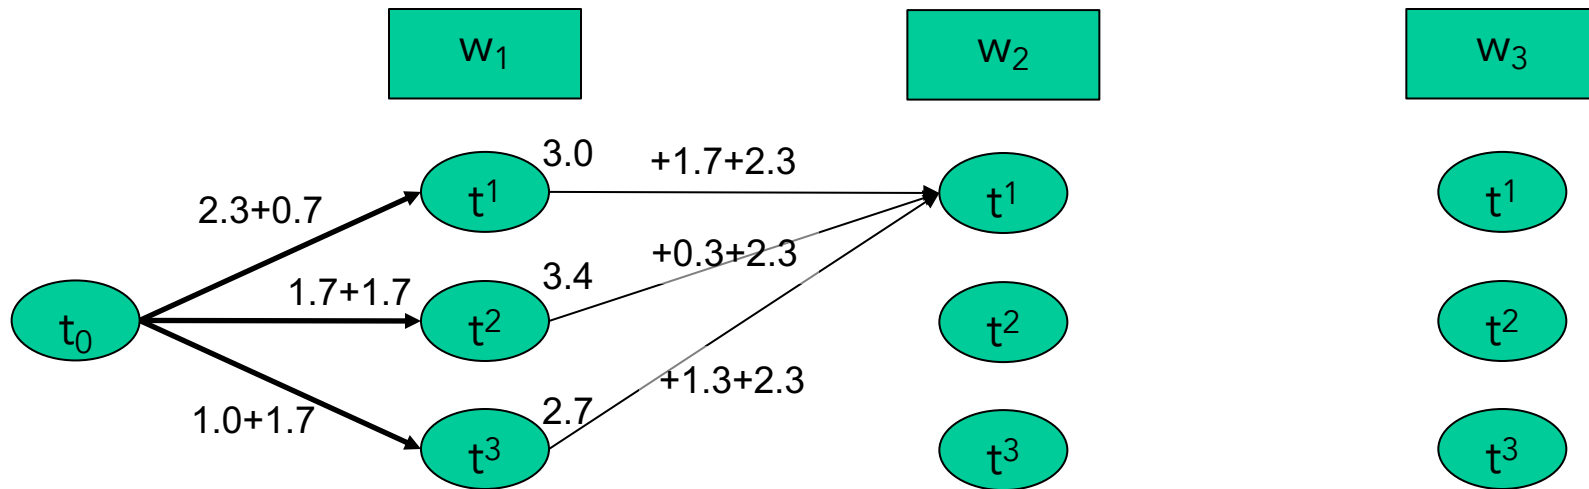 w₁ w₂ w₃
3.0 +1.7+2.3
t¹ t¹ t¹
2.3+0.7
+0.3+2.3
3.4
1.7+1.7
t₀ t² t² t²
+1.3+2.3
2.7
1.0+1.7
t³ t³ t³